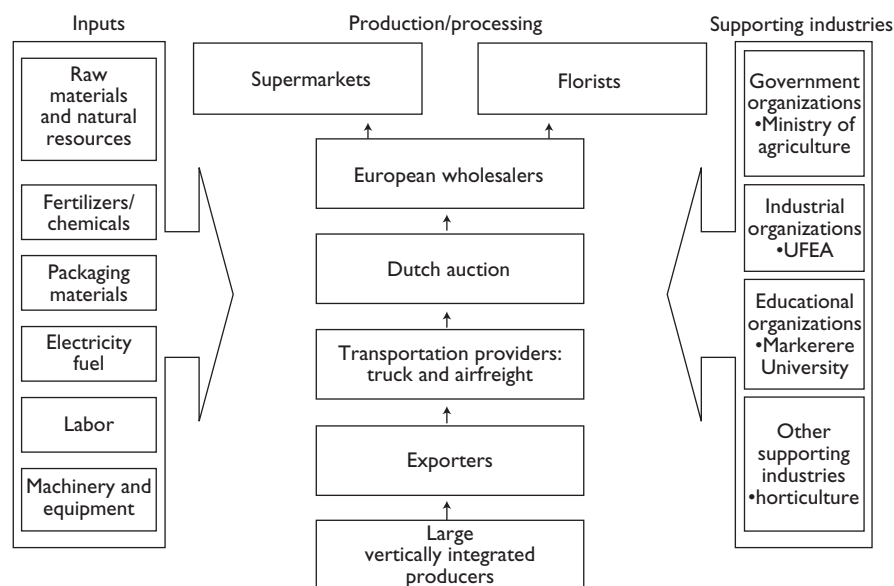 Inputs
Raw
materials
and natural
resources
Fertilizers/
chemicals
Packaging
materials
Electricity
fuel
Labor
Machinery and
equipment
Production/processing
Supermarkets
Florists
European wholesalers
Dutch auction
Transportation providers:
truck and airfreight
Exporters
Large
vertically integrated
producers
Supporting industries
Government
organizations
•Ministry of
agriculture
Industrial
organizations
•UFEA
Educational
organizations
•Markerere
University
Other
supporting
industries
•horticulture